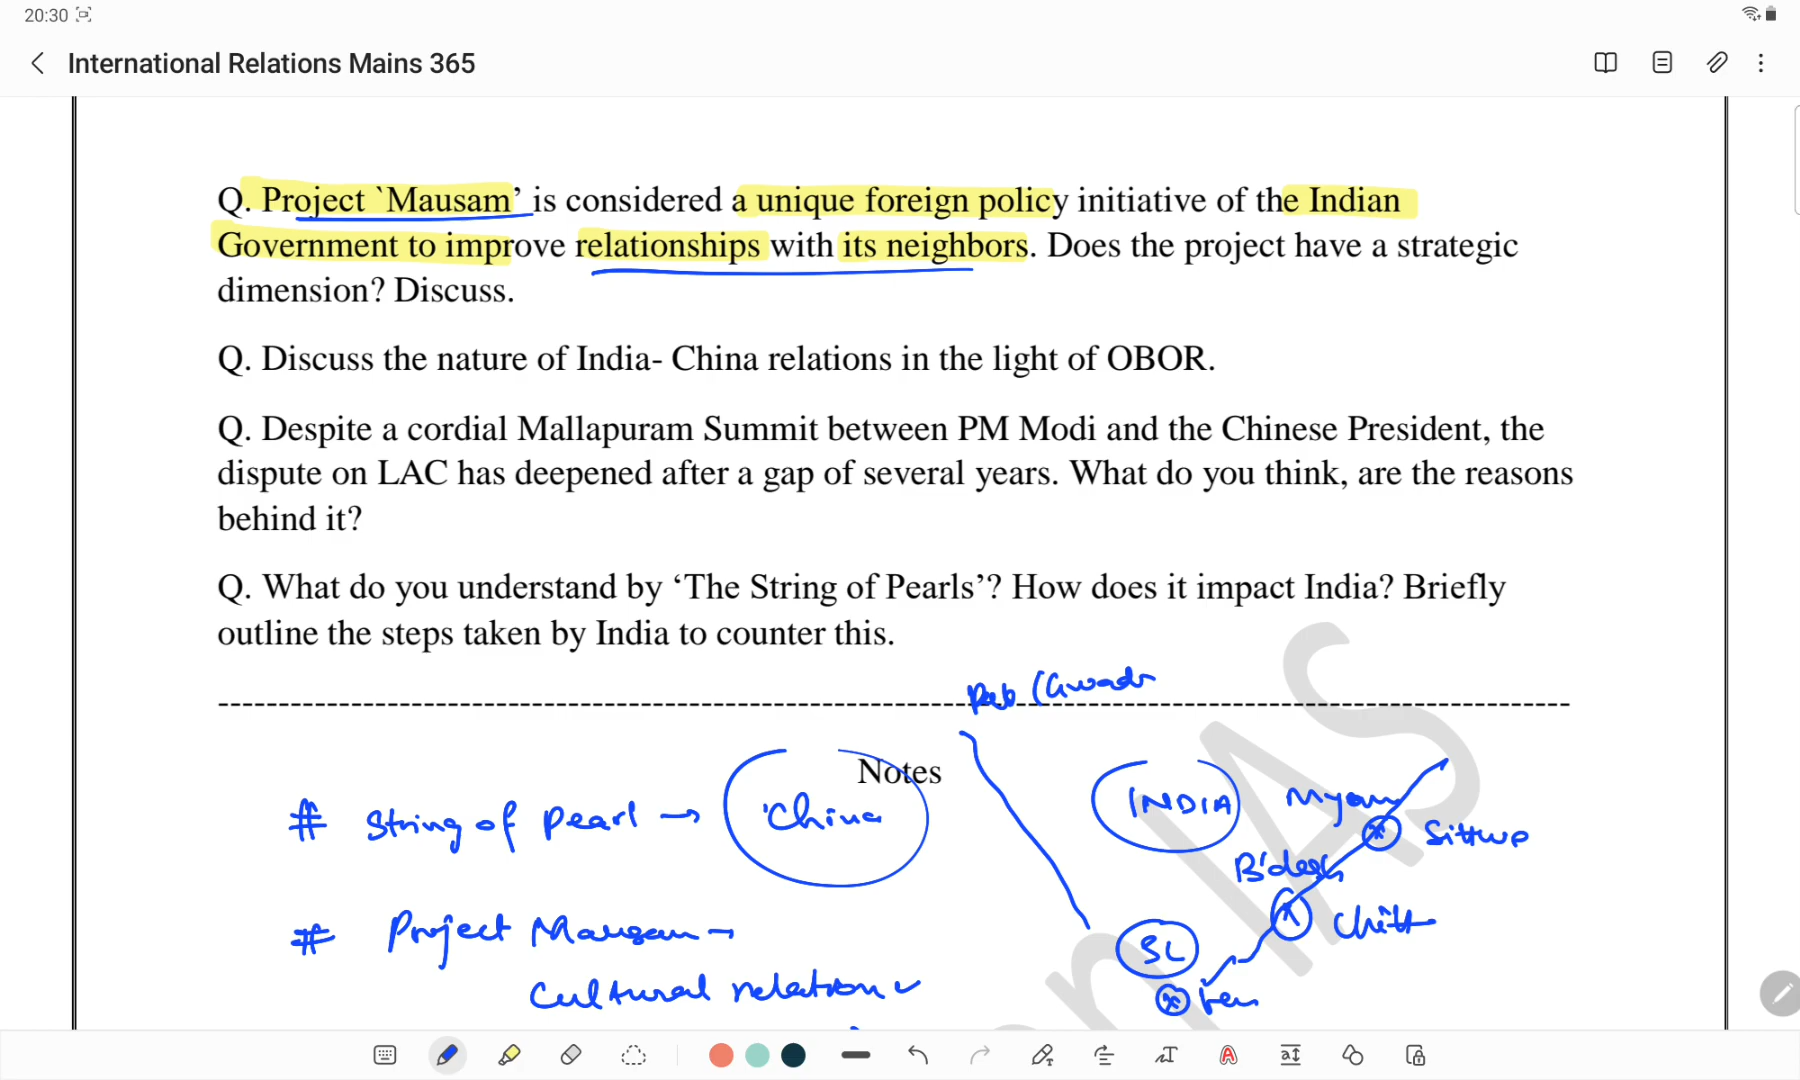 20:30
International Relations Mains 365
Q. Project `Mausam’ is considered a unique foreign policy initiative of the Indian
Government to improve relationships with its neighbors. Does the project have a strategic
dimension? Discuss.
Q. Discuss the nature of India- China relations in the light of OBOR.
Q. Despite a cordial Mallapuram Summit between PM Modi and the Chinese President, the
dispute on LAC has deepened after a gap of several years. What do you think, are the reasons
behind it?
Q. What do you understand by ‘The String of Pearls’? How does it impact India? Briefly
outline the steps taken by India to counter this.
(Gwadr
Notes
# String of Pearl → China
INDIA
Myan
Sittwe
B'desh
Chitt
# Project Mausam →
SL
Cultural relation
IAS